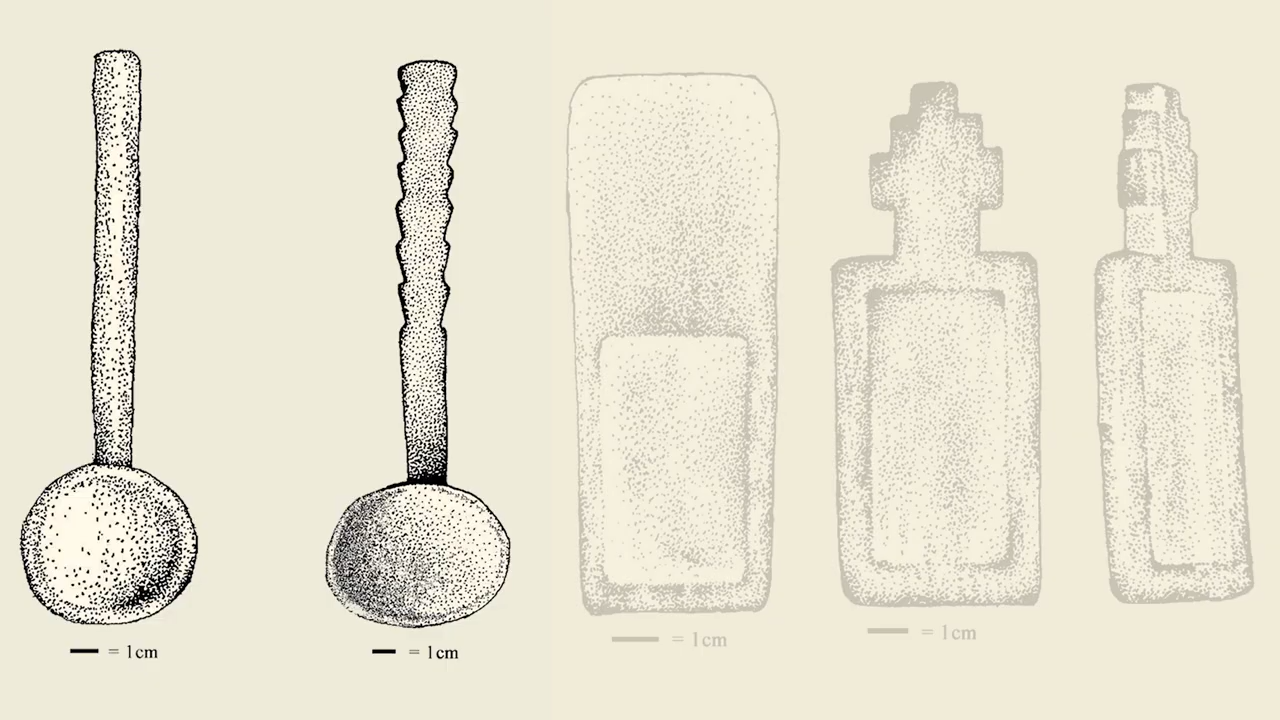 = 1cm
= 1cm
= 1cm
= 1cm